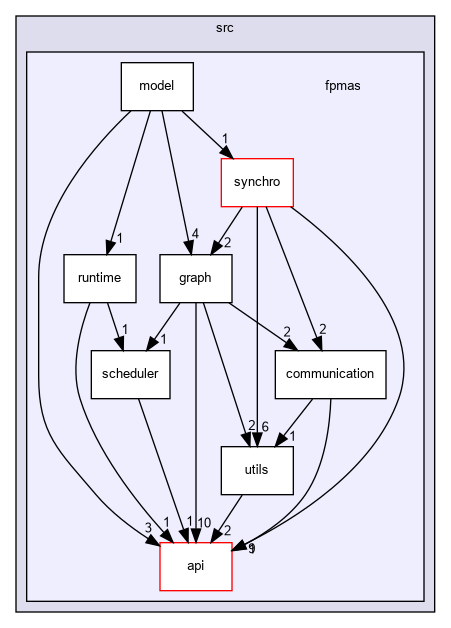 src
fpmas
model
1
synchro
1
4
2
runtime
graph
1
1
2
2
scheduler
communication
2
6
1
utils
3
1
1
10
2
api